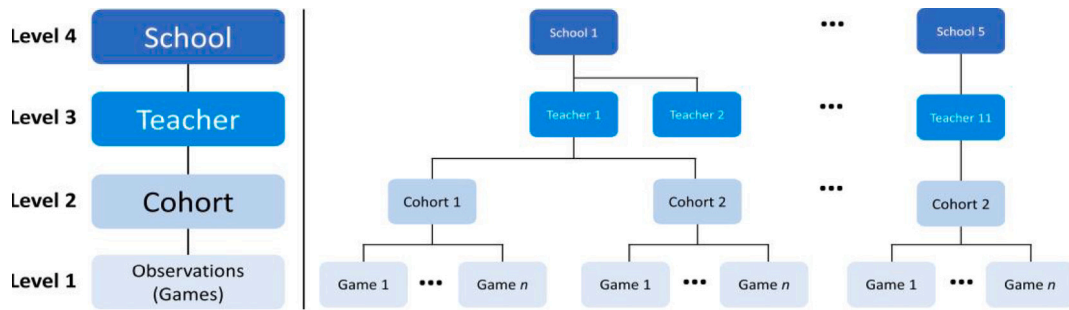 Level 4
School
School 1
...
School 5
Level 3
Teacher
Teacher 1
Teacher 2
...
Teacher 11
Level 2
Cohort
Cohort 1
Cohort 2
...
Cohort 2
Level 1
Observations
(Games)
Game 1
...
Game n
Game 1
...
Game n
Game 1
...
Game n